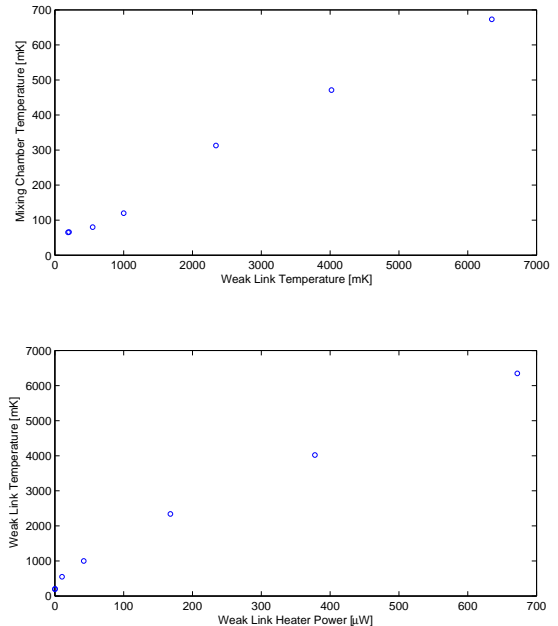 700
600
500
400
300
200
100
0
Mixing Chamber Temperature [mK]
0 1000 2000 3000 4000 5000 6000 7000
Weak Link Temperature [mK]
7000
6000
5000
4000
3000
2000
1000
0
Weak Link Temperature [mK]
0 100 200 300 400 500 600 700
Weak Link Heater Power [μW]